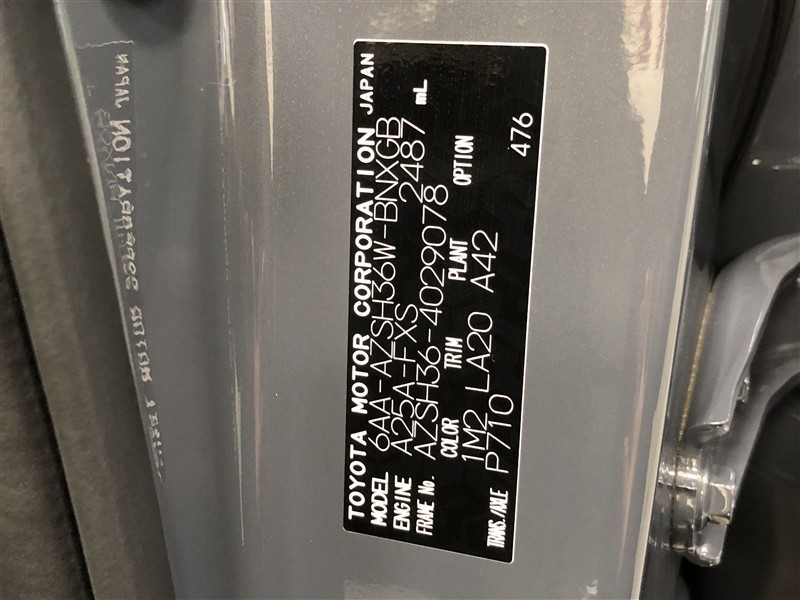 TOYOTA MOTOR CORPORATION JAPAN
MODEL 6AA-AZSH36W-BNXGB
ENGINE A25A-FXS 2487 mL
FRAME No. AZSH36-4029078
COLOR TRIM PLANT OPTION
1M2 LA20 A42
TRANS./AXLE P710 476